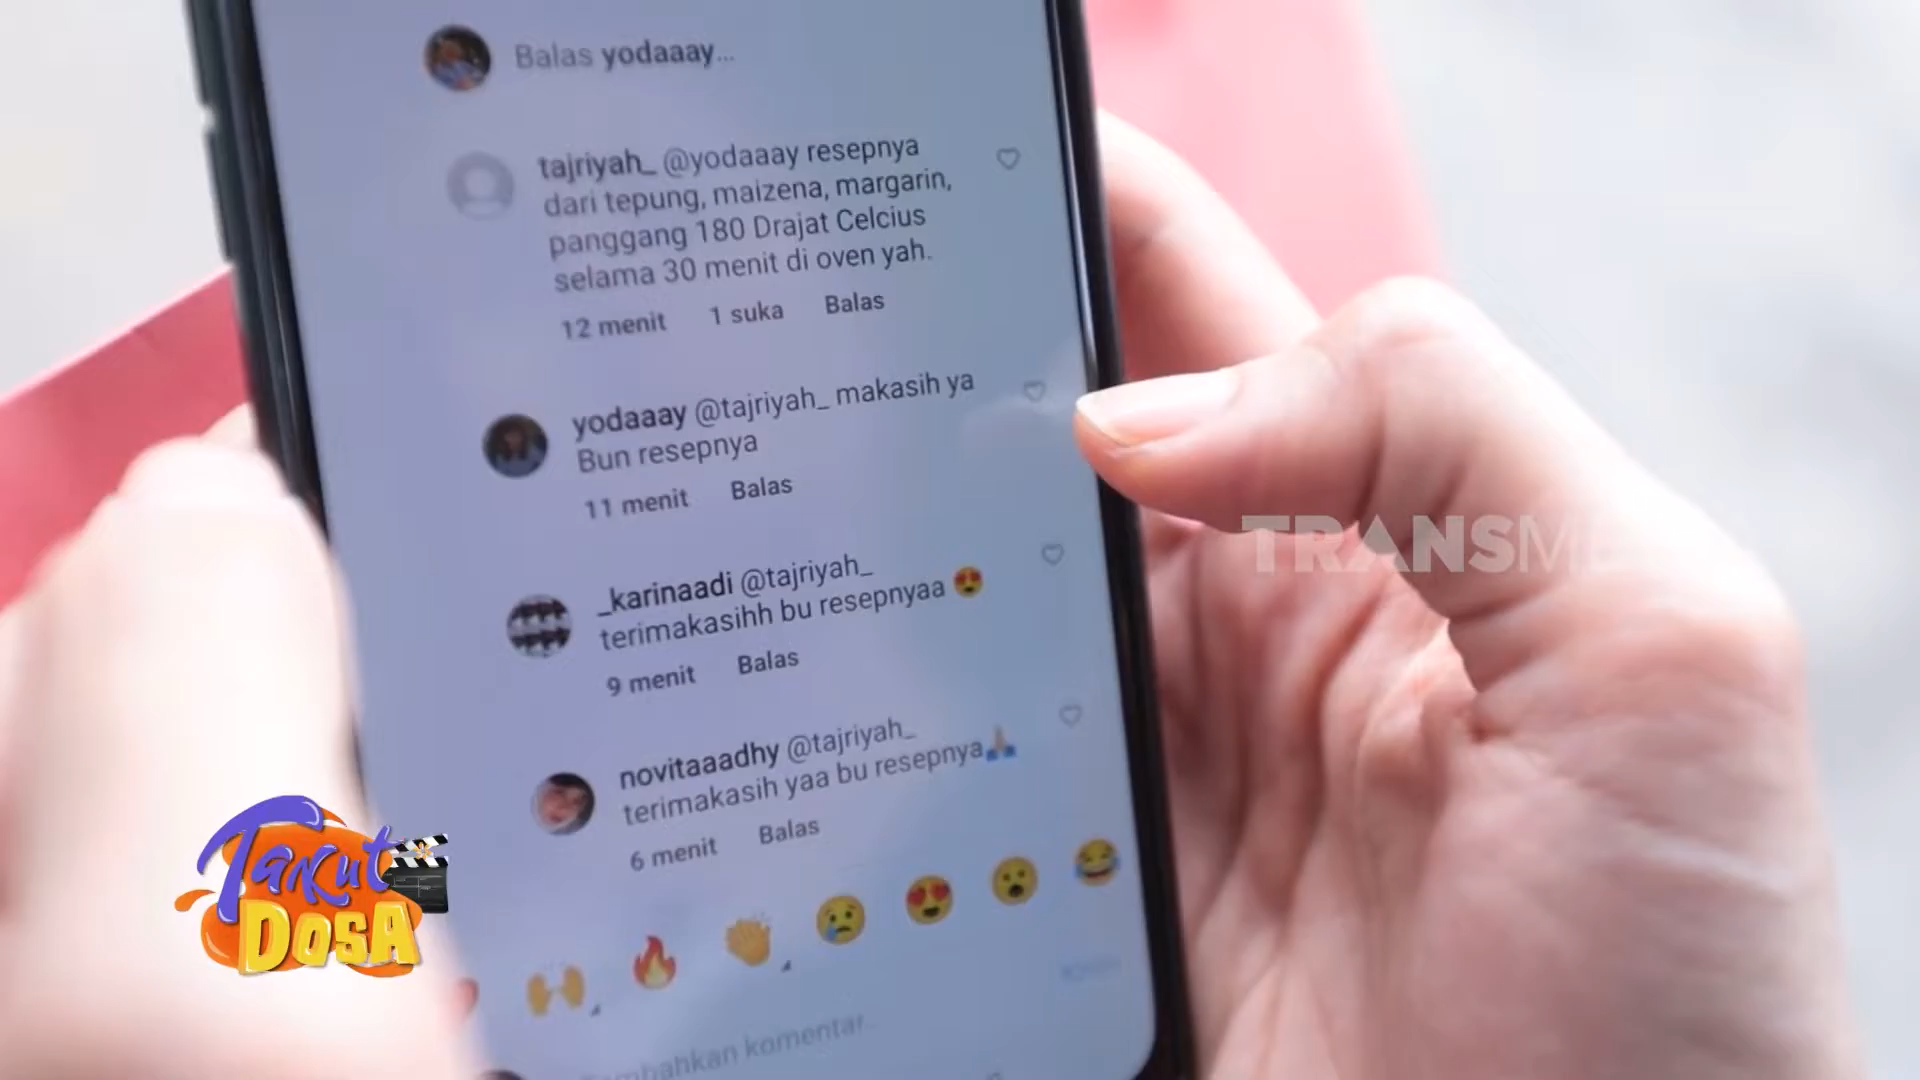 Balas yodaaay...
tajriyah_ @yodaaay resepnya
dari tepung, maizena, margarin,
panggang 180 Drajat Celcius
selama 30 menit di oven yah.
12 menit 1 suka Balas
yodaaay @tajriyah_ makasih ya
Bun resepnya
11 menit Balas
_karinaadi @tajriyah_
terimakasihh bu resepnyaa 😍
9 menit Balas
novitaaadhy @tajriyah_
terimakasih yaa bu resepnya🙏
6 menit Balas
🙌 🔥 👏 😢 😍 😮 😂
komentar...
TRANSM
Takut
DOSA